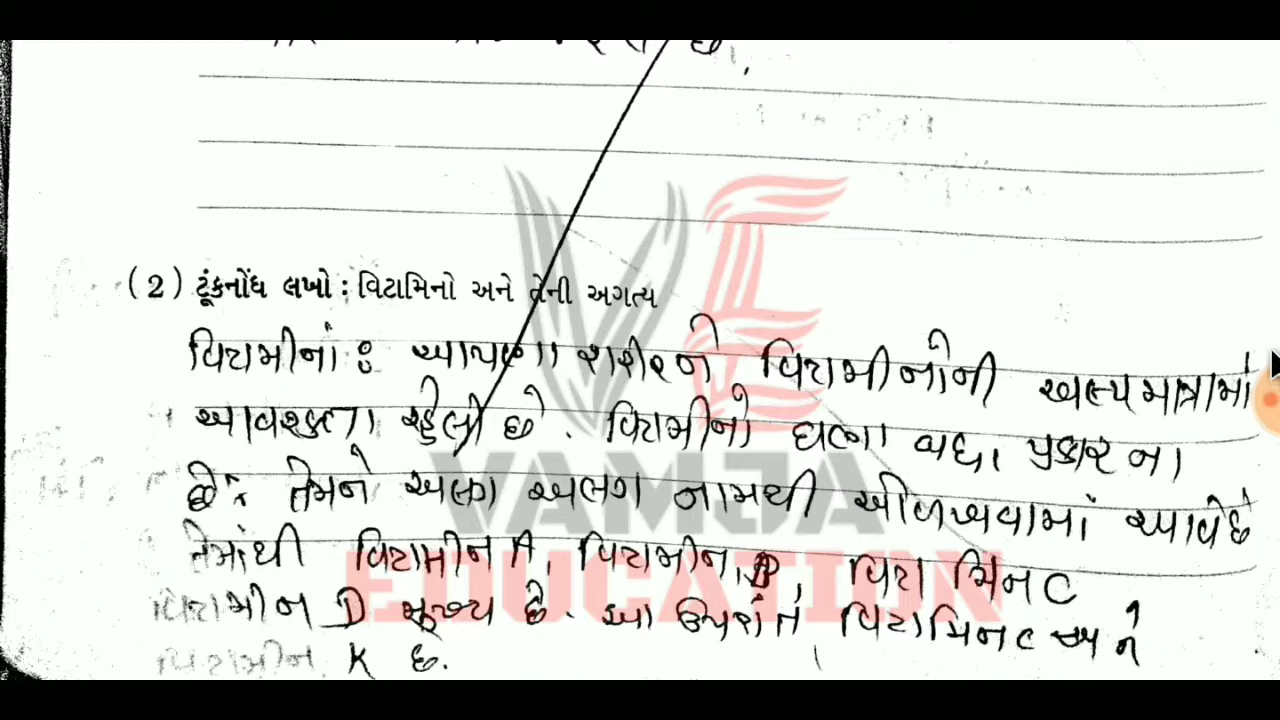 છે.
(2) ટૂંકનોંધ લખો : વિટામિનો અને તેની અગત્ય
વિટામીનાં : આપણા શરીરને વિટામીનોની અલ્પમાત્રામાં
આવશ્કતા રહેલી છે. વિટામીનો ઘણા બધા પ્રકારના
છે. તેમને અલગ અલગ નામથી ઓળખવામાં આવેછે
તેમાંથી વિટામીન A, વિટામીન B, વિટામિન C
વિટામીન D મુખ્ય છે. આ ઉપરાંત વિટામિન C અને
વિટામીન K છે.
VAMJA
EDUCATION